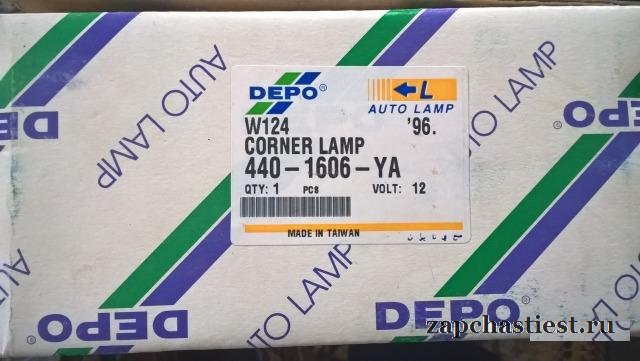 AUTO LAMP
DEPO
AUTO LAMP
DEPO®
L
AUTO LAMP
W124 '96.
CORNER LAMP
440-1606-YA
QTY: 1 PCS VOLT: 12
MADE IN TAIWAN
DEPO
AUTO LAMP
DEPO
DEPO®
zapchastiest.ru